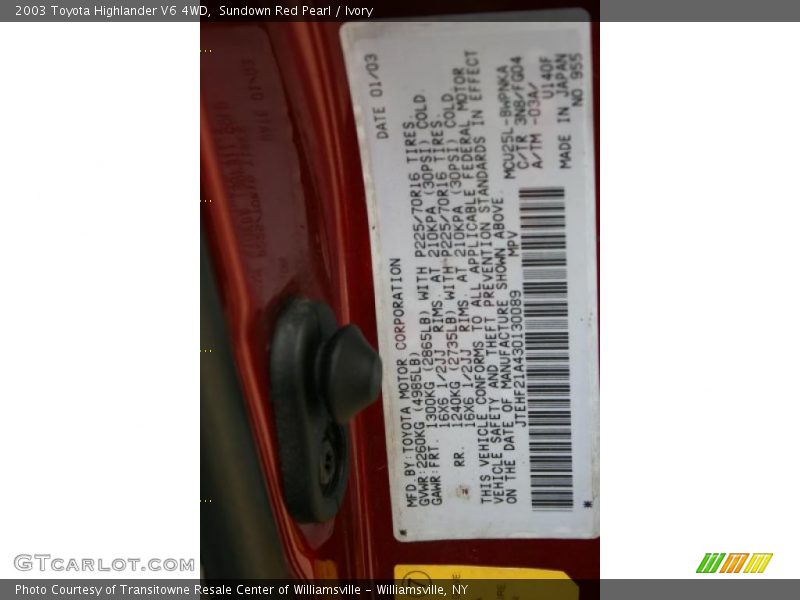 2003 Toyota Highlander V6 4WD, Sundown Red Pearl / Ivory
DATE 01/03
MFD.BY:TOYOTA MOTOR CORPORATION
GVWR:2260KG (4985LB)
GAWR:FRT. 1300KG (2865LB) WITH P225/70R16 TIRES,
16X6 1/2JJ RIMS. AT 210KPA (30PSI) COLD.
RR. 1240KG (2735LB) WITH P225/70R16 TIRES
16X6 1/2JJ RIMS. AT 210KPA (30PSI) COLD
THIS VEHICLE CONFORMS TO ALL APPLICABLE FEDERAL MOTOR
VEHICLE SAFETY AND THEFT PREVENTION STANDARDS IN EFFECT
ON THE DATE OF MANUFACTURE SHOWN ABOVE.
JTEHF21A430130089 MPV
MCU25L-BWPNKA
C/TR 3N8/FG04
A/TM -03A/ U140F
MADE IN JAPAN
NO 955
GTCARLOT.COM
Photo Courtesy of Transitowne Resale Center of Williamsville - Williamsville, NY